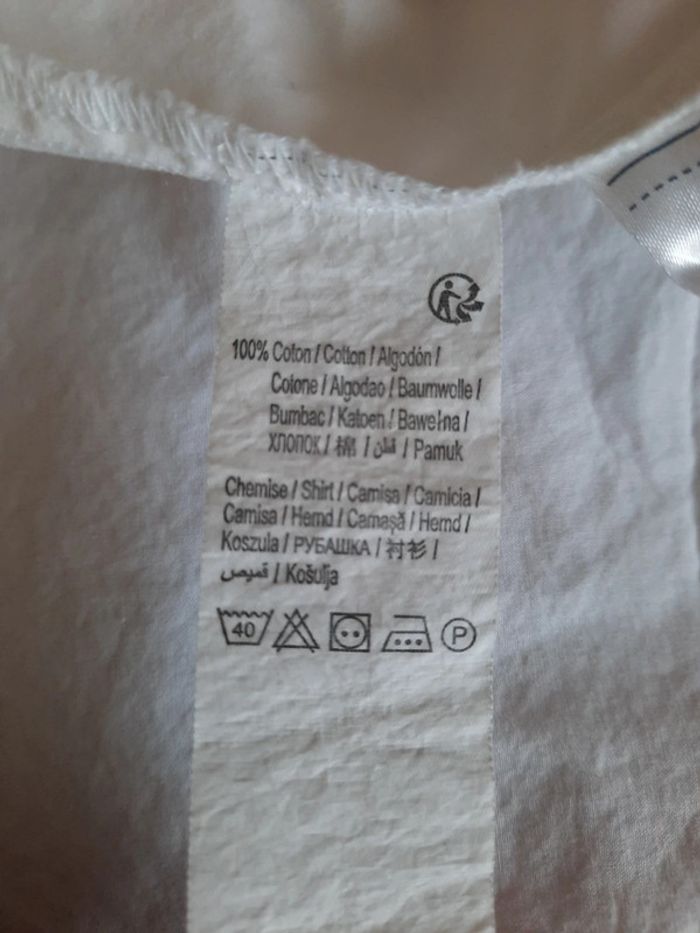 100% Coton / Cotton / Algodón /
Cotone / Algodao / Baumwolle /
Bumbac / Katoen / Bawełna /
ХЛОПОК / 棉 / قطن / Pamuk
Chemise / Shirt / Camisa / Camicia /
Camisa / Hemd / Camaşă / Hemd /
Koszula / РУБАШКА / 衬衫 /
قميص / Košulja
40
P